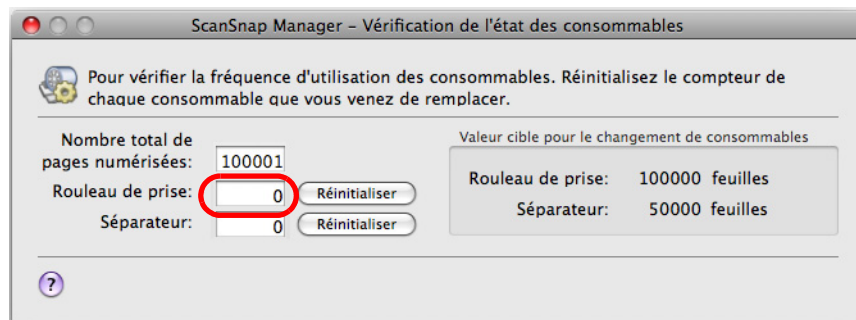 ScanSnap Manager – Vérification de l'état des consommables
Pour vérifier la fréquence d'utilisation des consommables. Réinitialisez le compteur de
chaque consommable que vous venez de remplacer.
Nombre total de
pages numérisées: 100001
Rouleau de prise: 0 Réinitialiser
Séparateur: 0 Réinitialiser
Valeur cible pour le changement de consommables
Rouleau de prise: 100000 feuilles
Séparateur: 50000 feuilles
?